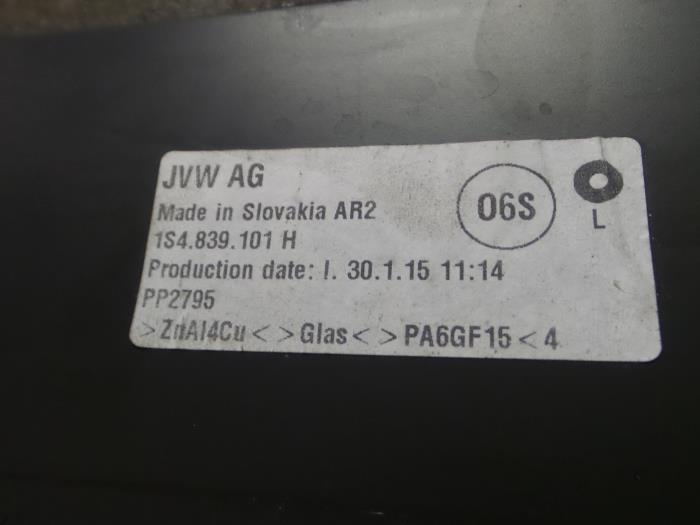 JVW AG
Made in Slovakia AR2
1S4.839.101 H
Production date: I. 30.1.15 11:14
PP2795
>ZnAl4Cu< >Glas< >PA6GF15<4
06S
L